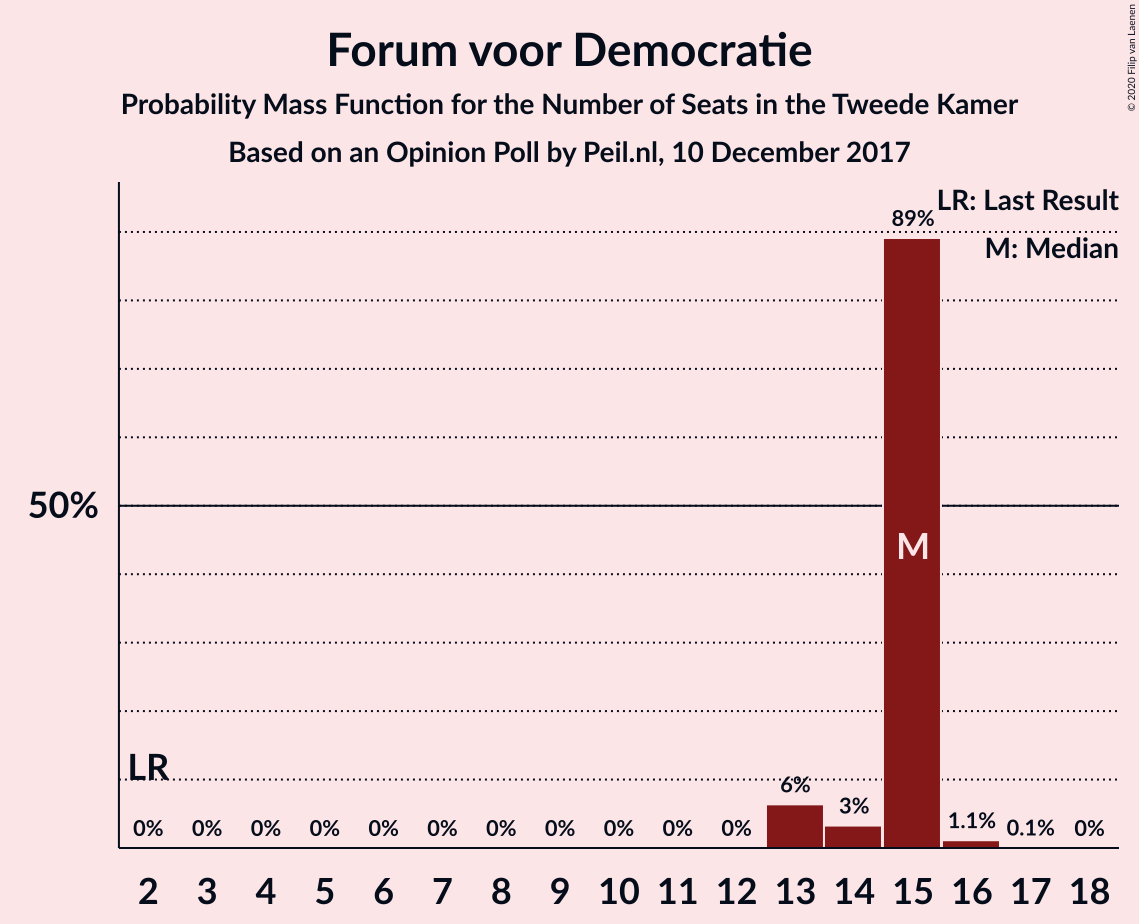 Forum voor Democratie
Probability Mass Function for the Number of Seats in the Tweede Kamer
Based on an Opinion Poll by Peil.nl, 10 December 2017
© 2020 Filip van Laenen
LR: Last Result
M: Median
89%
50%
M
LR
0% 0% 0% 0% 0% 0% 0% 0% 0% 0% 0% 6% 3% 1.1% 0.1% 0%
2 3 4 5 6 7 8 9 10 11 12 13 14 15 16 17 18